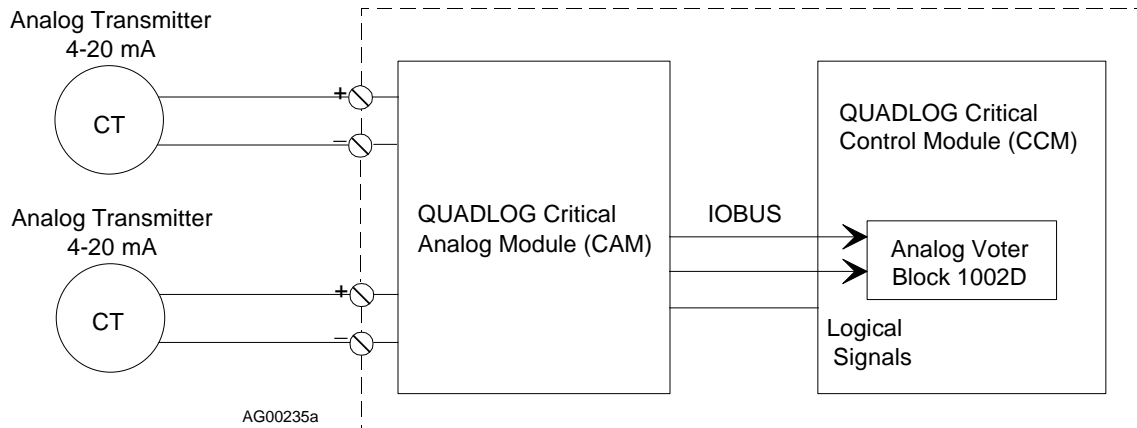 Analog Transmitter
4-20 mA
CT
+
–
Analog Transmitter
4-20 mA
CT
+
–
QUADLOG Critical
Analog Module (CAM)
IOBUS
QUADLOG Critical
Control Module (CCM)
Analog Voter
Block 1002D
Logical
Signals
AG00235a